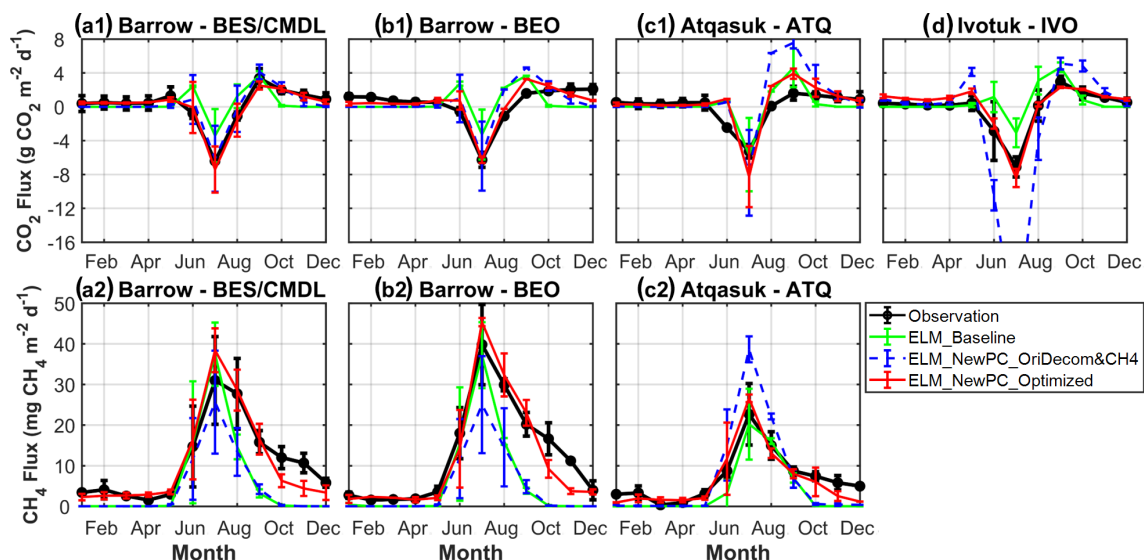 (a1) Barrow - BES/CMDL
(b1) Barrow - BEO
(c1) Atqasuk - ATQ
(d) Ivotuk - IVO
CO2 Flux (g CO2 m-2 d-1)
8
4
0
-4
-8
-12
-16
Feb Apr Jun Aug Oct Dec
Feb Apr Jun Aug Oct Dec
Feb Apr Jun Aug Oct Dec
Feb Apr Jun Aug Oct Dec
(a2) Barrow - BES/CMDL
(b2) Barrow - BEO
(c2) Atqasuk - ATQ
CH4 Flux (mg CH4 m-2 d-1)
50
40
30
20
10
0
Feb Apr Jun Aug Oct Dec
Feb Apr Jun Aug Oct Dec
Feb Apr Jun Aug Oct Dec
Month
Month
Month
Observation
ELM_Baseline
ELM_NewPC_OriDecom&CH4
ELM_NewPC_Optimized